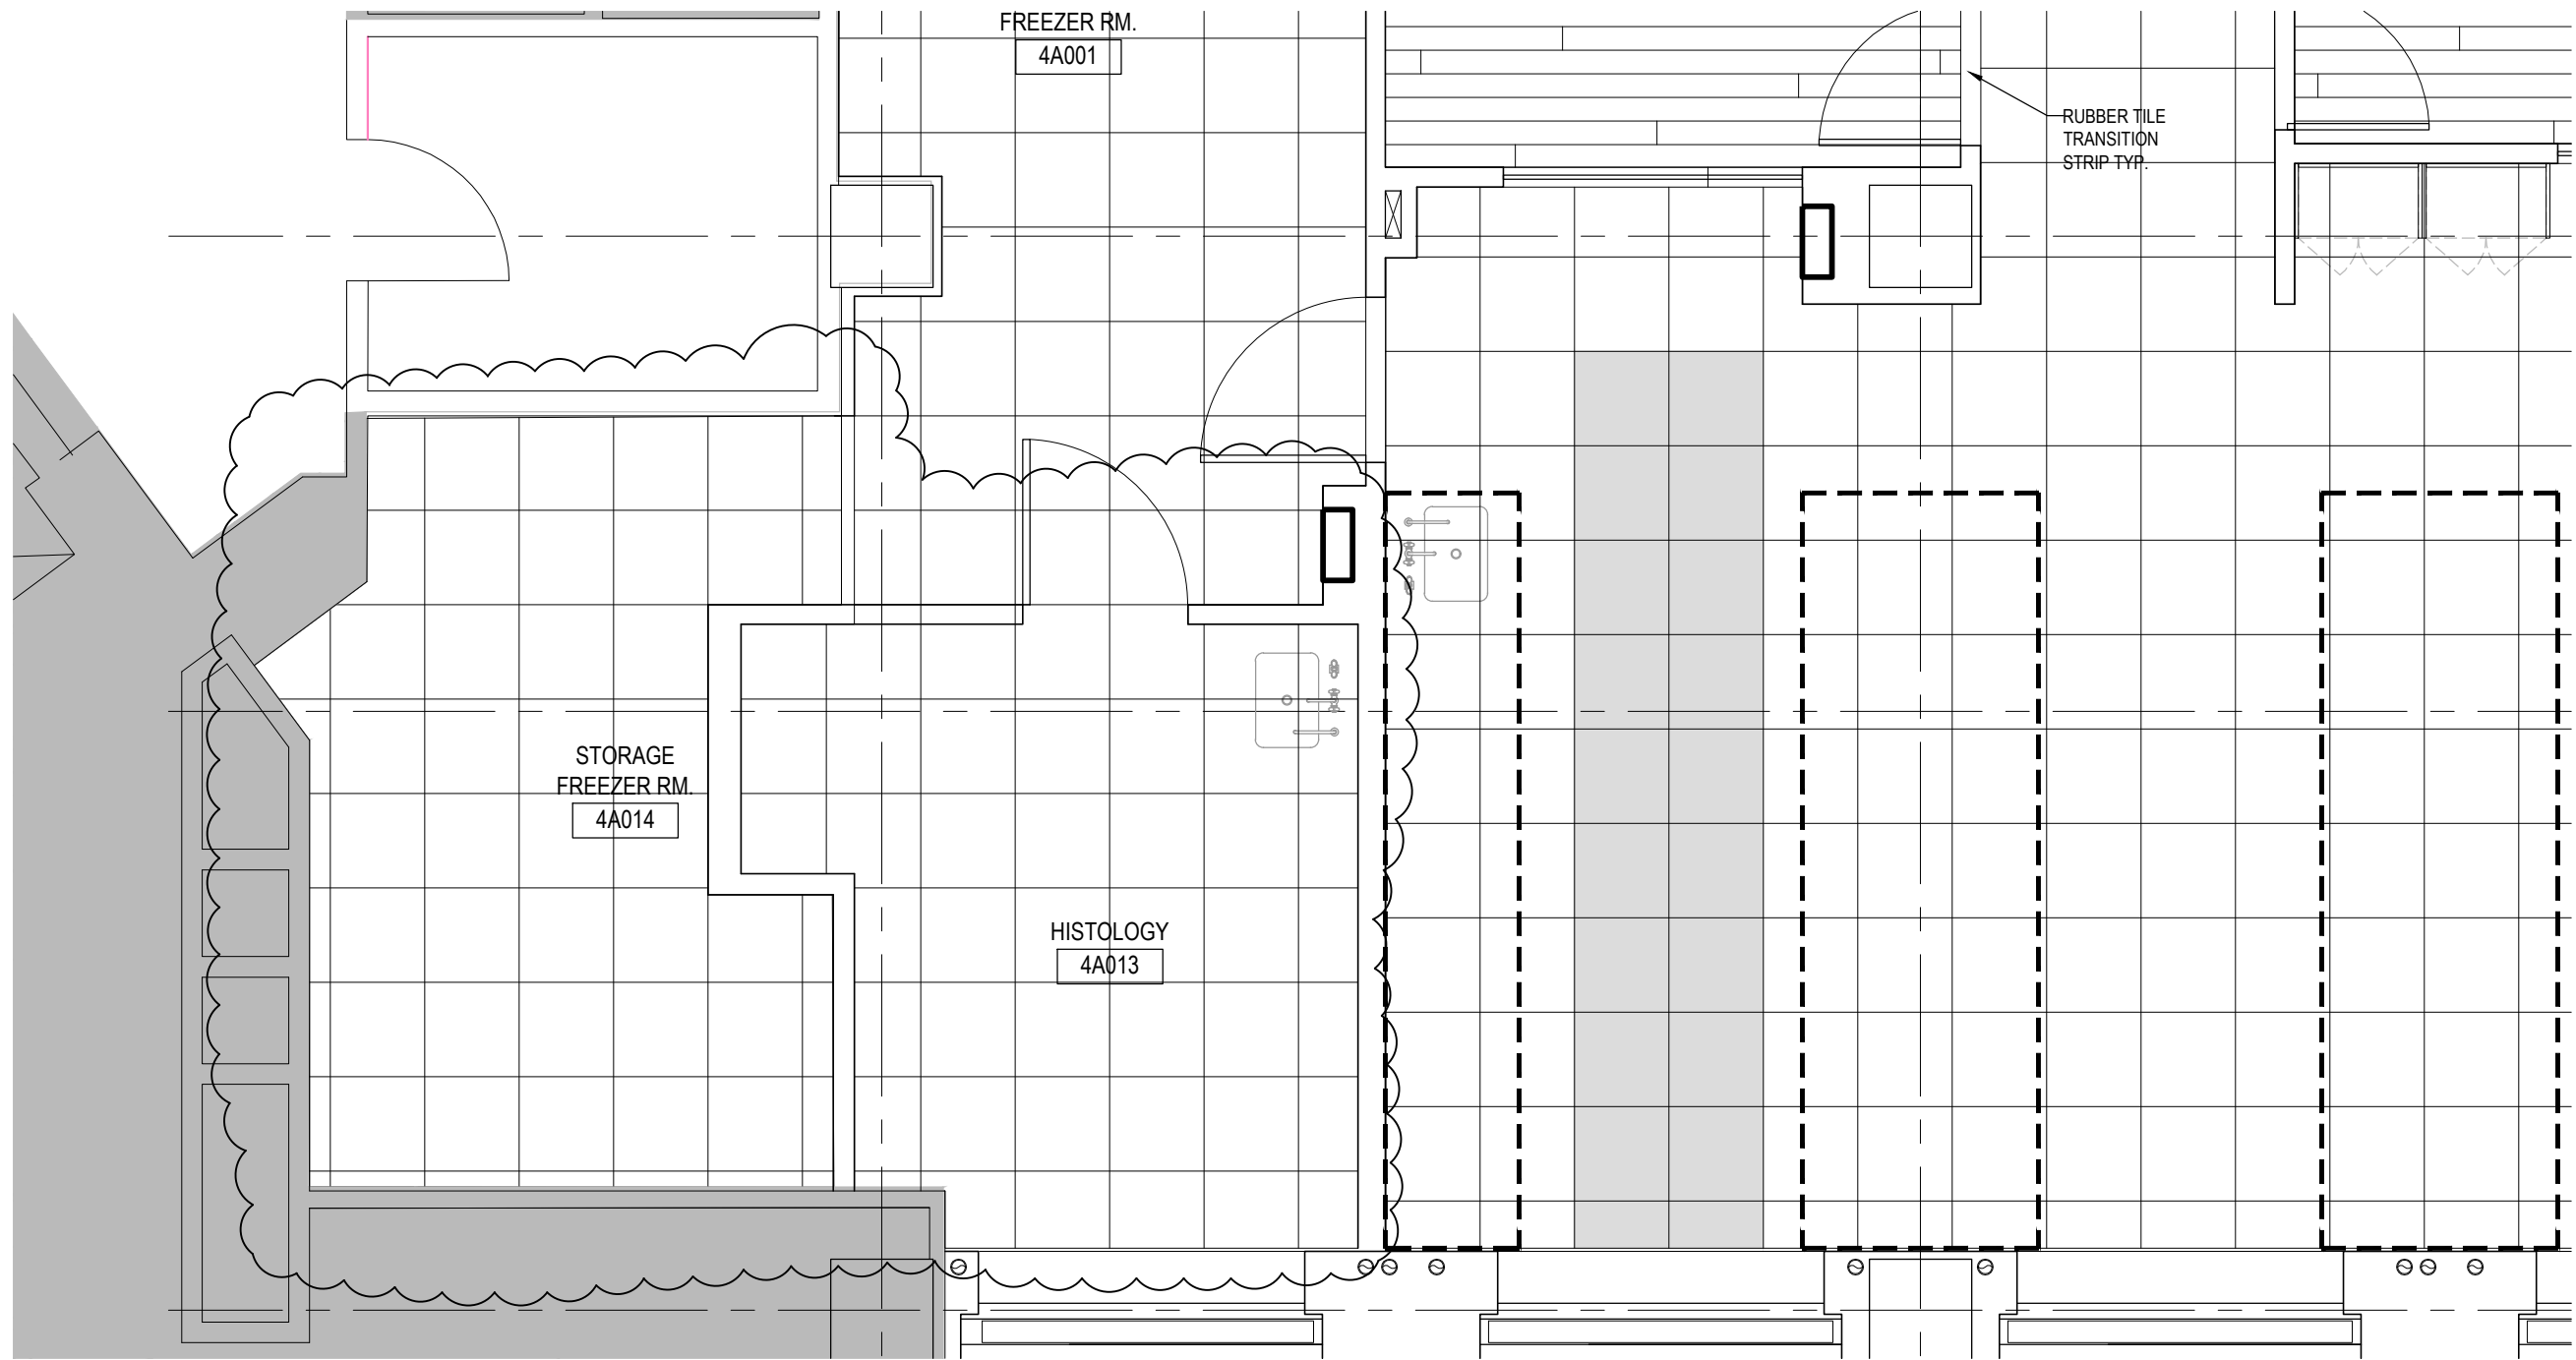 FREEZER RM.
4A001
RUBBER TILE
TRANSITION
STRIP TYP.
STORAGE
FREEZER RM.
4A014
HISTOLOGY
4A013